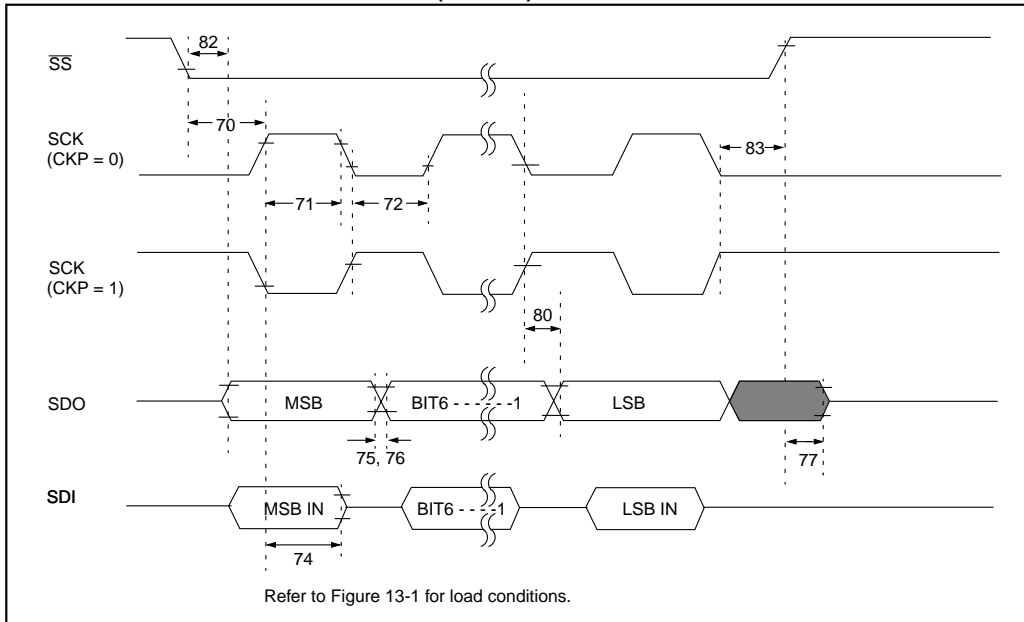 82
SS
70
SCK
(CKP = 0)
83
71
72
SCK
(CKP = 1)
80
SDO
MSB
BIT6 - - - - - -1
LSB
75, 76
77
SDI
MSB IN
BIT6 - - - -1
LSB IN
74
Refer to Figure 13-1 for load conditions.